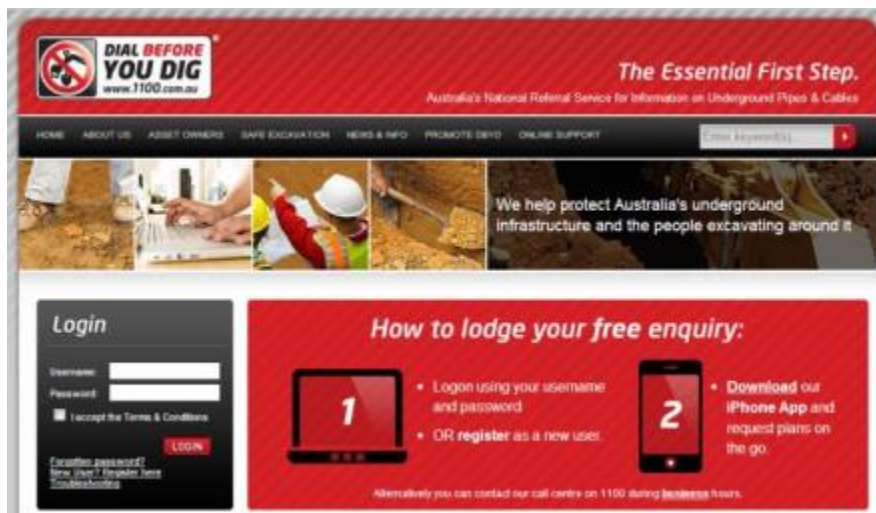 DIAL BEFORE
YOU DIG
www.1100.com.au
®
The Essential First Step.
Australia's National Referral Service for Information on Underground Pipes & Cables
HOME ABOUT US ASSET OWNERS SAFE EXCAVATION NEWS & INFO PROMOTE DBYD ONLINE SUPPORT
Enter keyword(s)...
We help protect Australia's underground
infrastructure and the people excavating around it
Login
Username:
Password:
I accept the Terms & Conditions
LOGIN
Forgotten password?
New User? Register here
Troubleshooting
How to lodge your free enquiry:
1
• Logon using your username
and password
• OR register as a new user.
2
• Download our
iPhone App and
request plans on
the go.
Alternatively you can contact our call centre on 1100 during business hours.